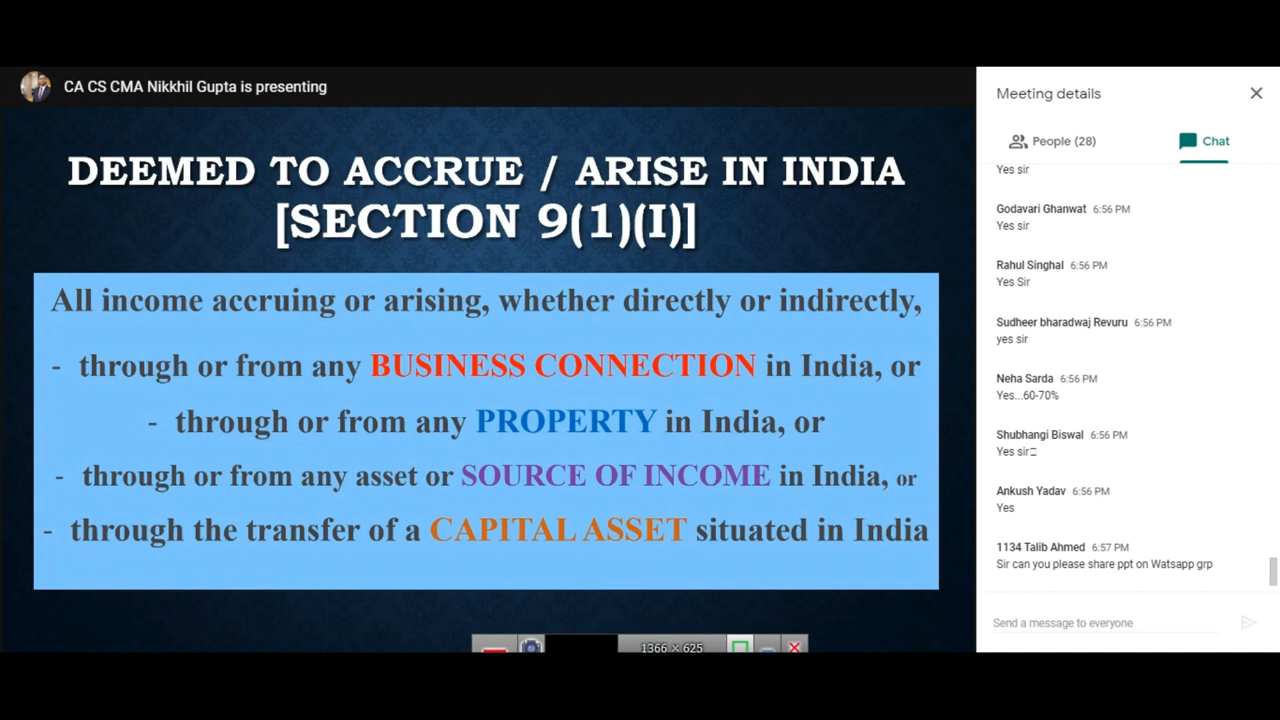 CA CS CMA Nikkhil Gupta is presenting
DEEMED TO ACCRUE / ARISE IN INDIA
[SECTION 9(1)(I)]
All income accruing or arising, whether directly or indirectly,
- through or from any BUSINESS CONNECTION in India, or
- through or from any PROPERTY in India, or
- through or from any asset or SOURCE OF INCOME in India, or
- through the transfer of a CAPITAL ASSET situated in India
1366 × 625
Meeting details
People (28)
Chat
Yes sir
Godavari Ghanwat 6:56 PM
Yes sir
Rahul Singhal 6:56 PM
Yes Sir
Sudheer bharadwaj Revuru 6:56 PM
yes sir
Neha Sarda 6:56 PM
Yes...60-70%
Shubhangi Biswal 6:56 PM
Yes sir
Ankush Yadav 6:56 PM
Yes
1134 Talib Ahmed 6:57 PM
Sir can you please share ppt on Watsapp grp
Send a message to everyone